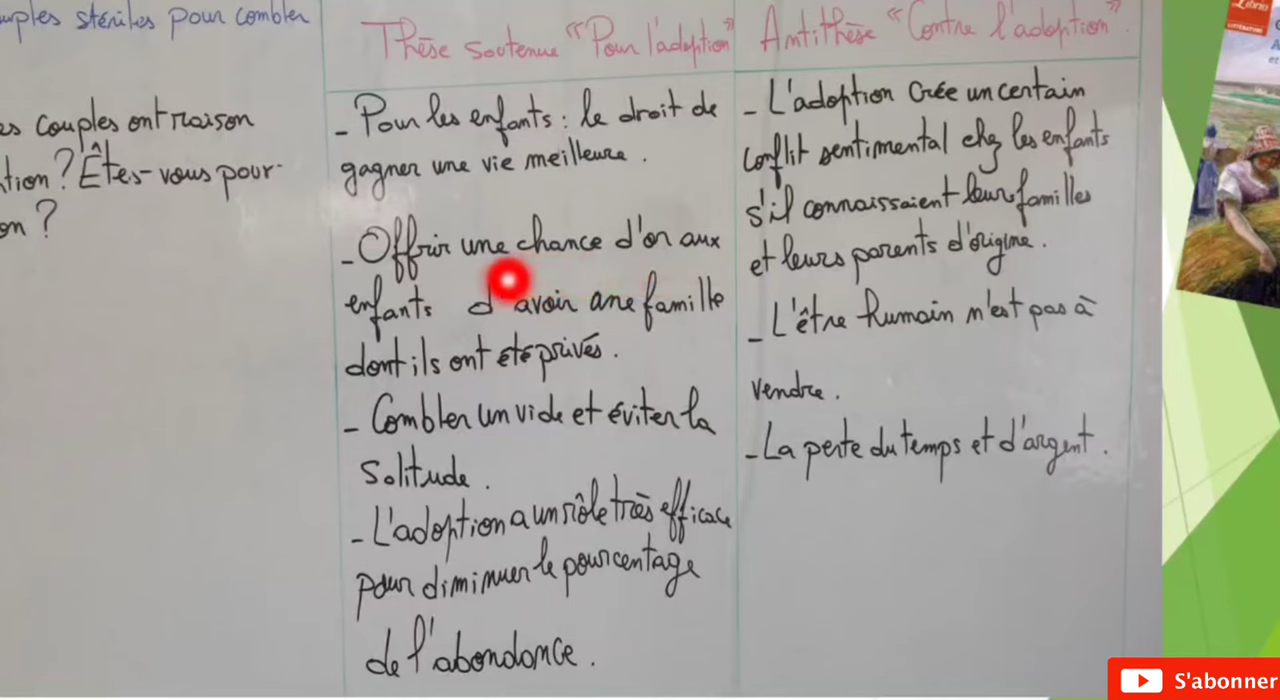 uples stériles pour combler
es couples ont raison
ntion ? Êtes-vous pour-
on ?
Thèse soutenue "Pour l'adoption"
- Pour les enfants : le droit de
gagner une vie meilleure.
- Offrir une chance d'or aux
enfants d'avoir une famille
dont ils ont été privés.
- Combler un vide et éviter la
solitude.
- L'adoption a un rôle très efficace
pour diminuer le pourcentage
de l'abondance.
Antithèse "Contre l'adoption".
- L'adoption crée un certain
conflit sentimental chez les enfants
s'il connaissaient leur familles
et leurs parents d'origine.
- L'être humain n'est pas à
vendre.
- La perte du temps et d'argent.
Librio
S'abonner